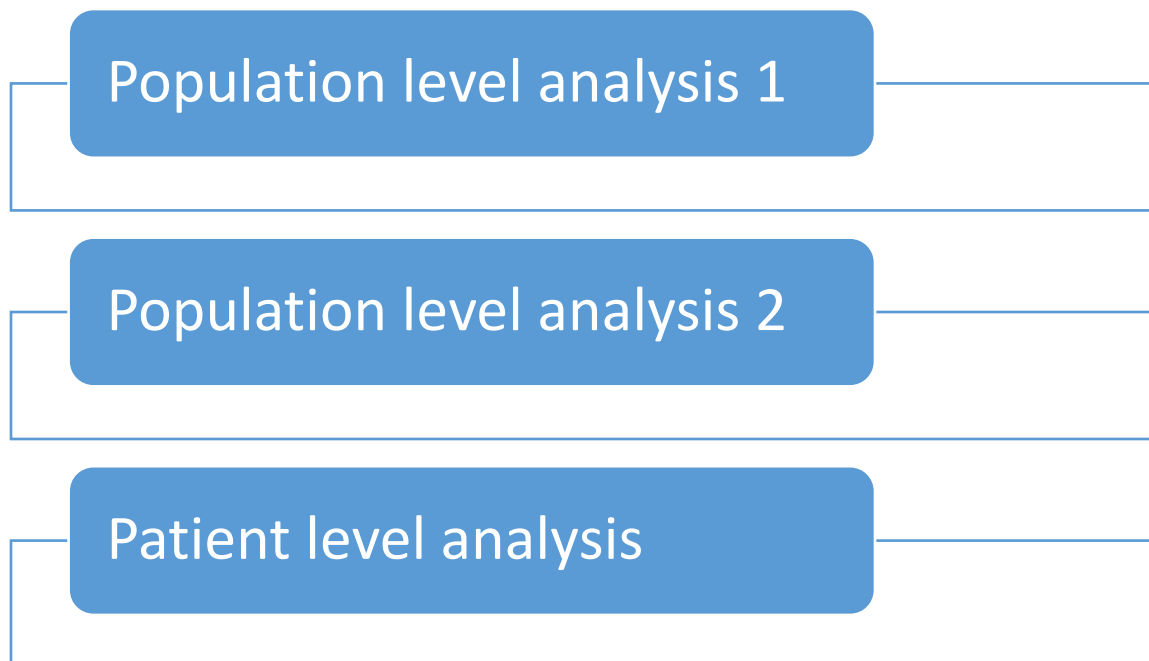 Population level analysis 1
Population level analysis 2
Patient level analysis